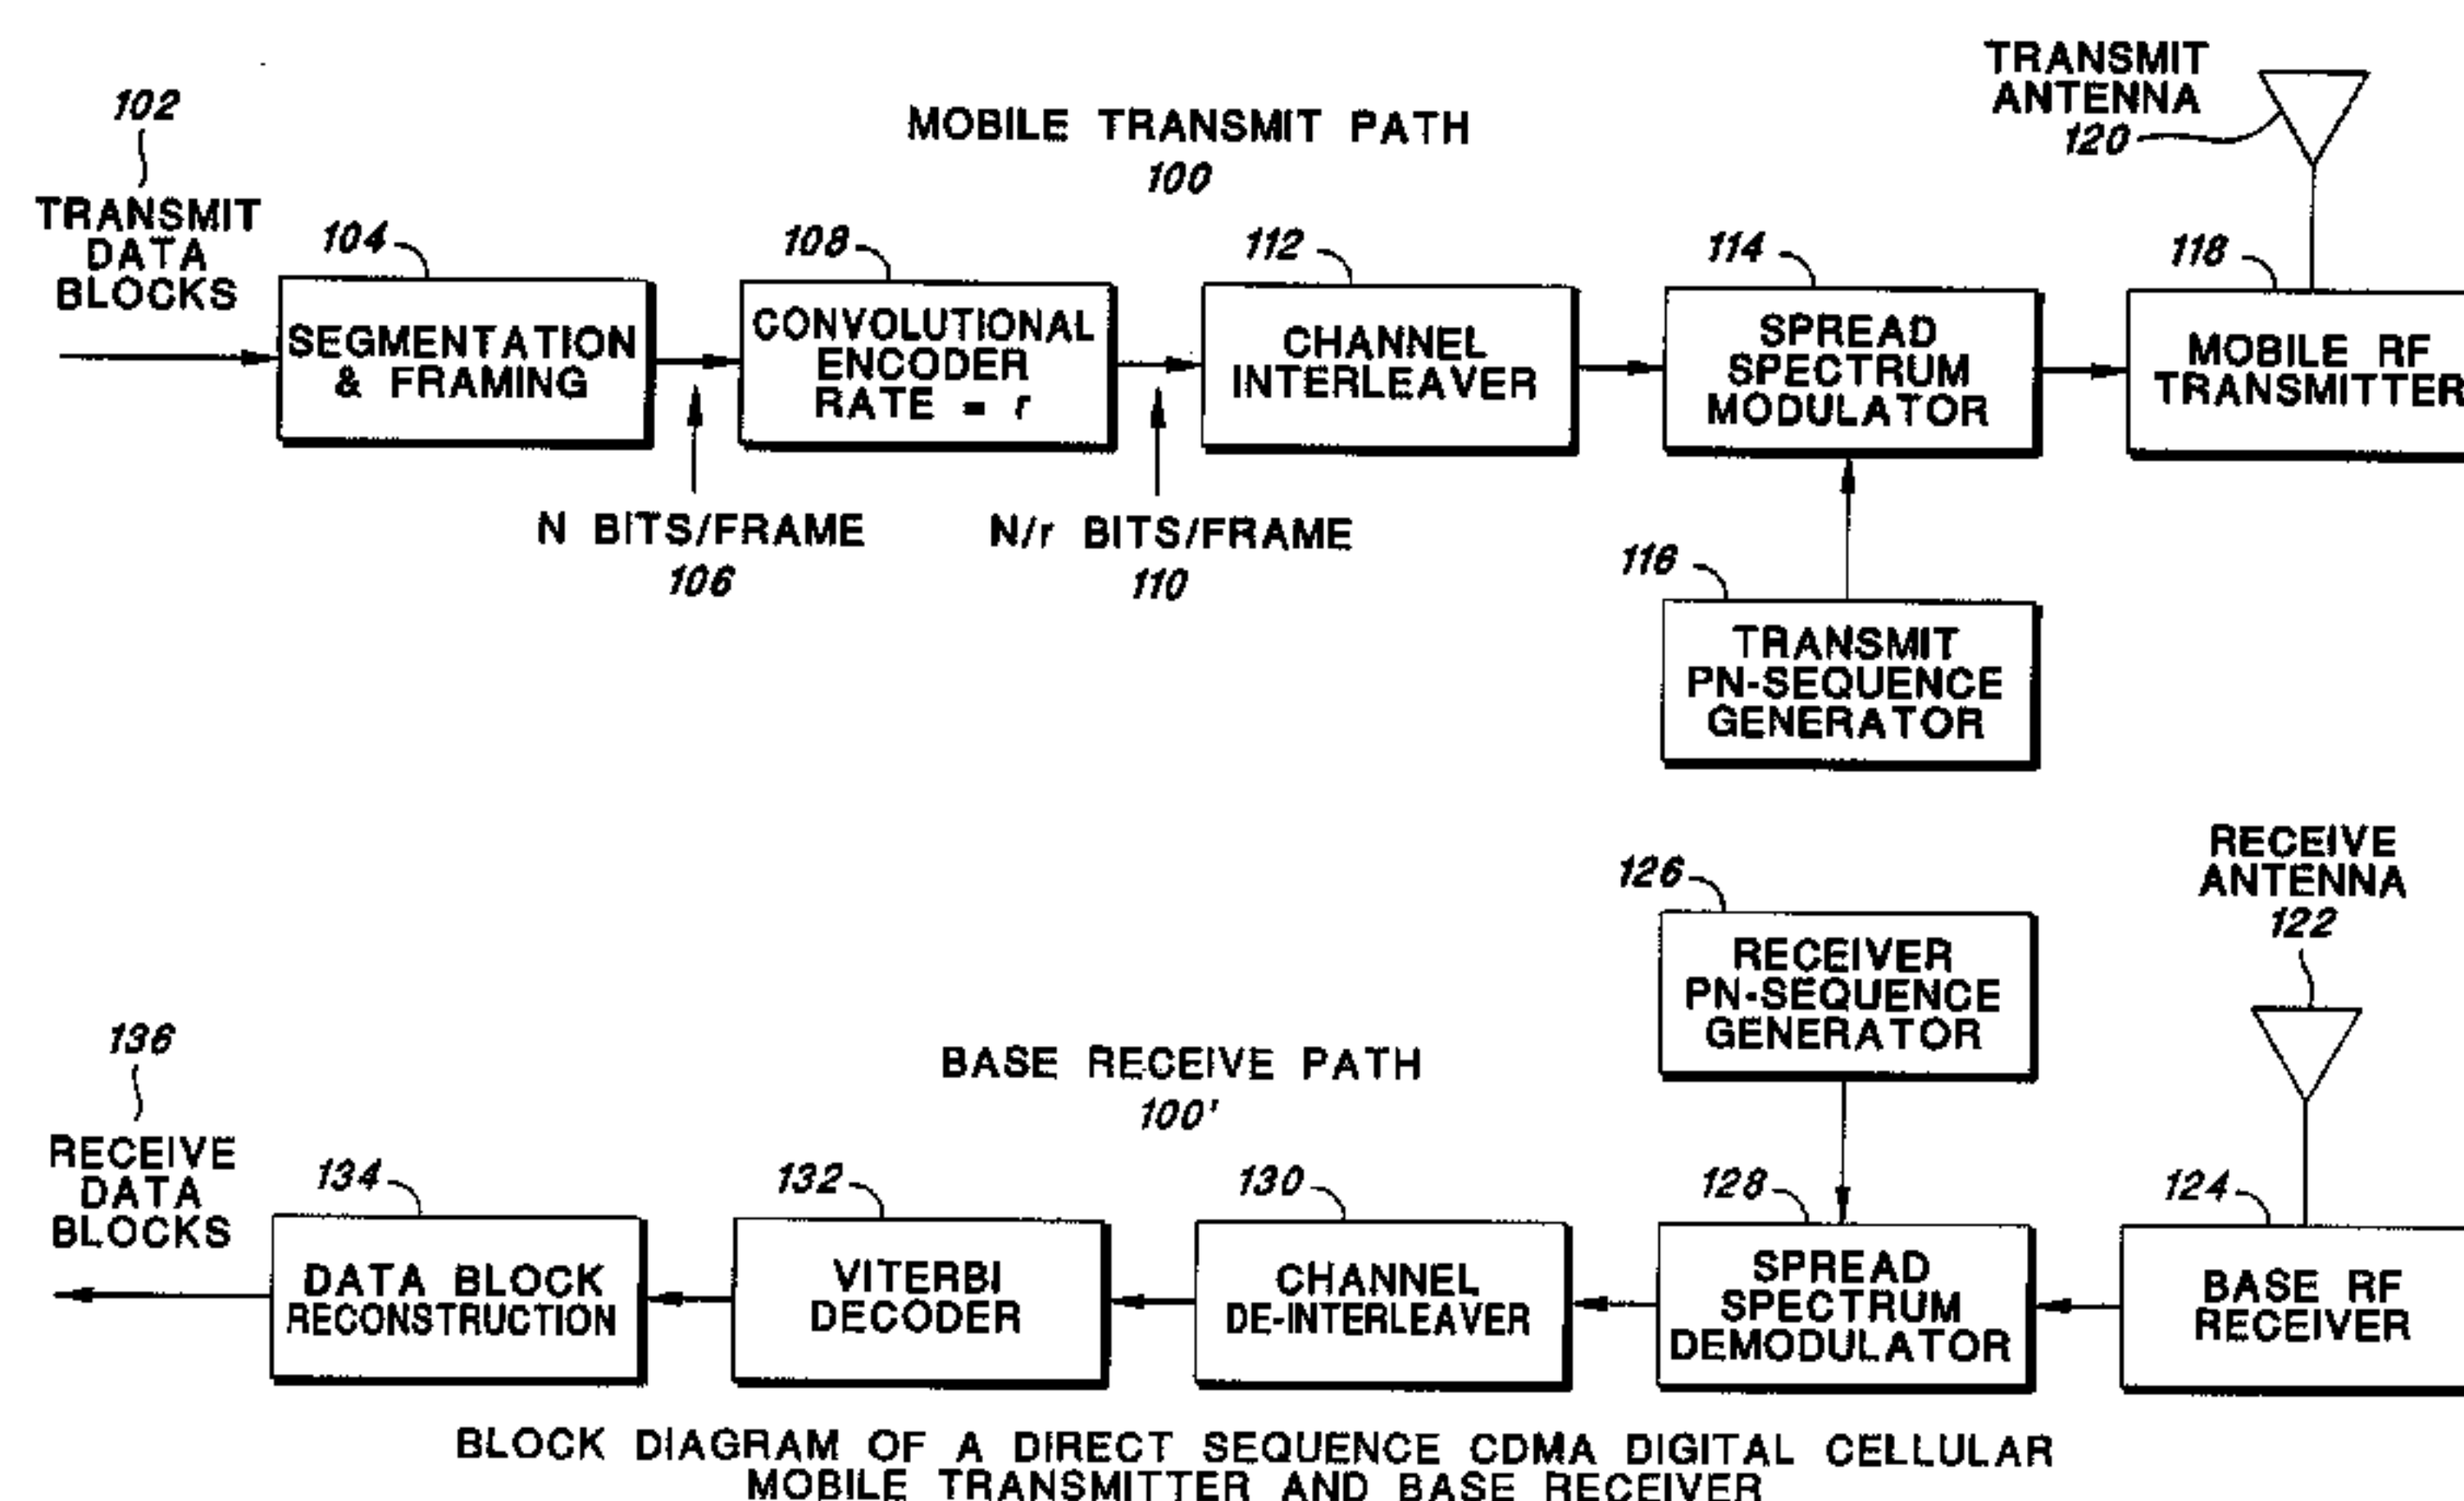 MOBILE TRANSMIT PATH
100
102
TRANSMIT
DATA
BLOCKS
104
SEGMENTATION
& FRAMING
N BITS/FRAME
106
108
CONVOLUTIONAL
ENCODER
RATE = r
N/r BITS/FRAME
110
112
CHANNEL
INTERLEAVER
114
SPREAD
SPECTRUM
MODULATOR
116
TRANSMIT
PN-SEQUENCE
GENERATOR
118
MOBILE RF
TRANSMITTER
TRANSMIT
ANTENNA
120
RECEIVE
ANTENNA
122
124
BASE RF
RECEIVER
126
RECEIVER
PN-SEQUENCE
GENERATOR
128
SPREAD
SPECTRUM
DEMODULATOR
BASE RECEIVE PATH
100'
130
CHANNEL
DE-INTERLEAVER
132
VITERBI
DECODER
134
DATA BLOCK
RECONSTRUCTION
136
RECEIVE
DATA
BLOCKS
BLOCK DIAGRAM OF A DIRECT SEQUENCE CDMA DIGITAL CELLULAR
MOBILE TRANSMITTER AND BASE RECEIVER